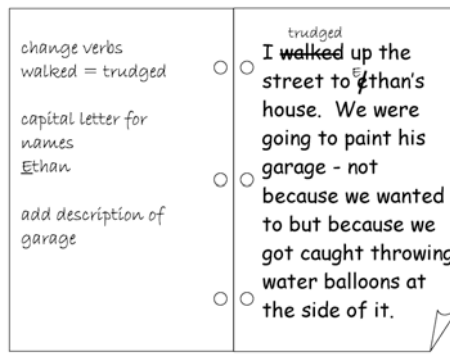 change verbs
walked = trudged
capital letter for
names
Ethan
add description of
garage
trudged
I walked up the
E
street to ethan's
house. We were
going to paint his
garage - not
because we wanted
to but because we
got caught throwing
water balloons at
the side of it.